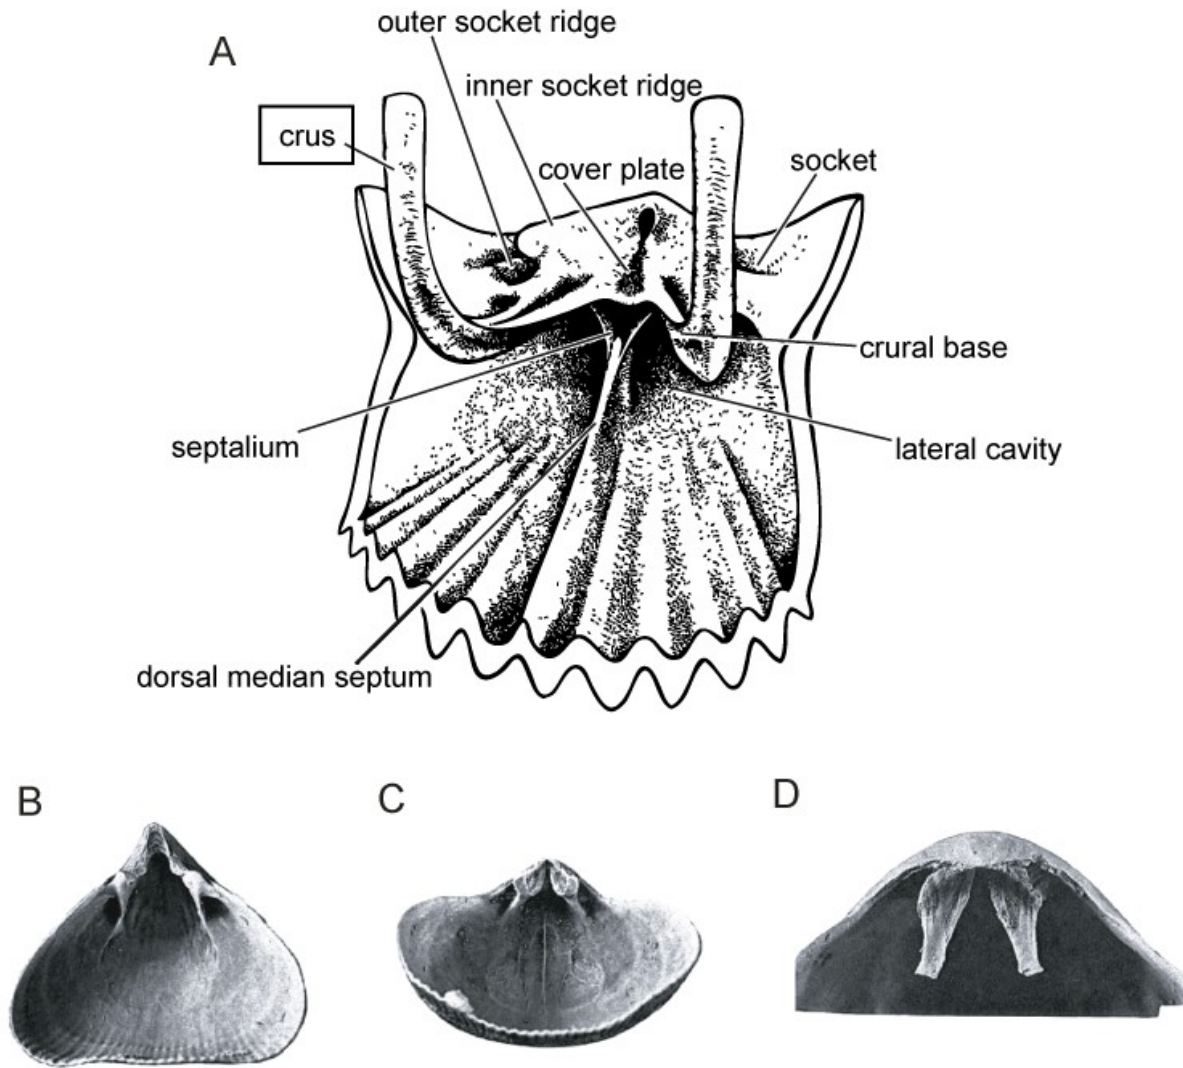 A
outer socket ridge
inner socket ridge
crus
cover plate
socket
crural base
septalium
lateral cavity
dorsal median septum
B
C
D